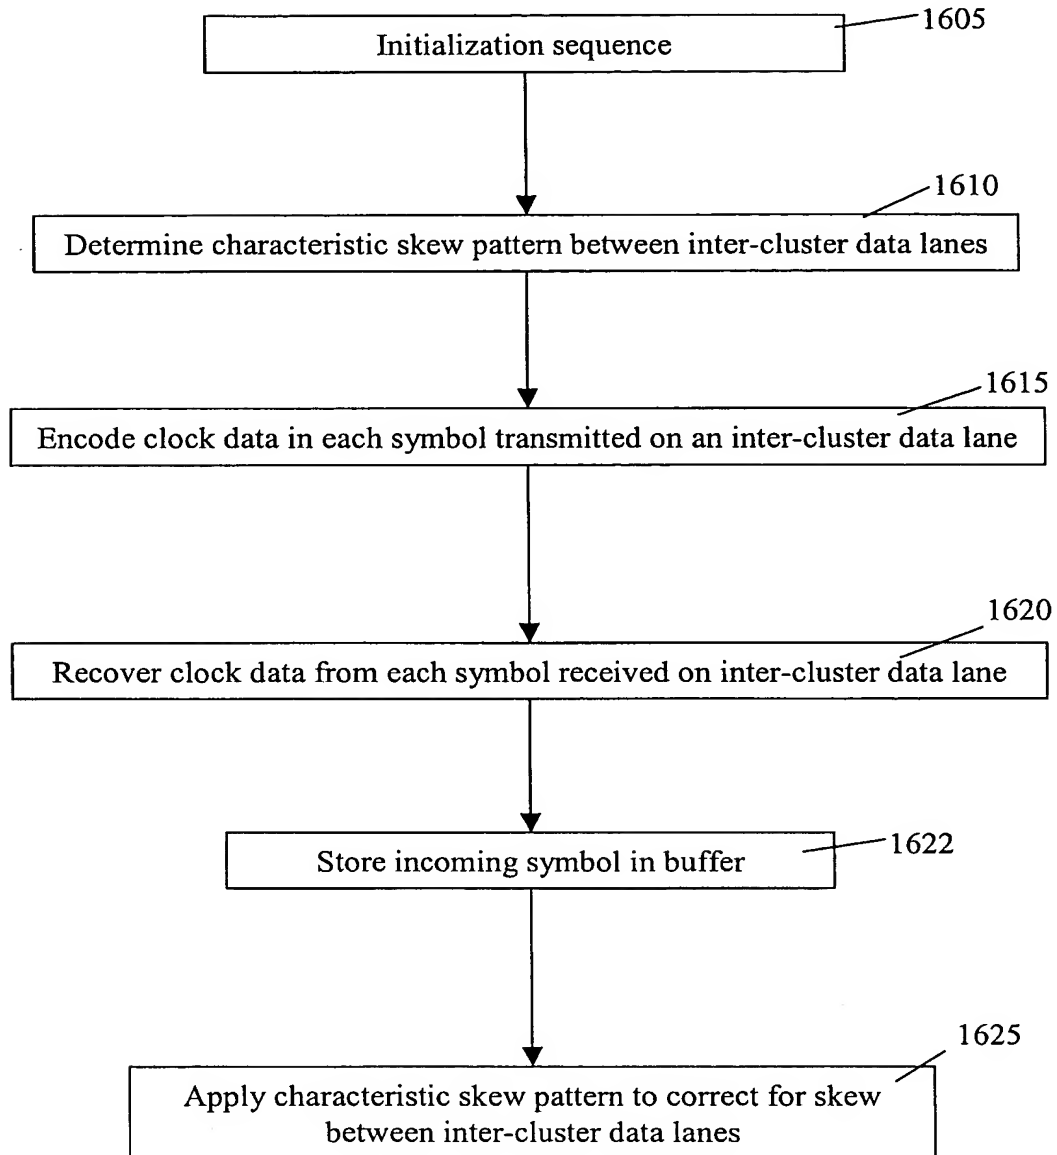 1605
Initialization sequence
1610
Determine characteristic skew pattern between inter-cluster data lanes
1615
Encode clock data in each symbol transmitted on an inter-cluster data lane
1620
Recover clock data from each symbol received on inter-cluster data lane
1622
Store incoming symbol in buffer
1625
Apply characteristic skew pattern to correct for skew
between inter-cluster data lanes